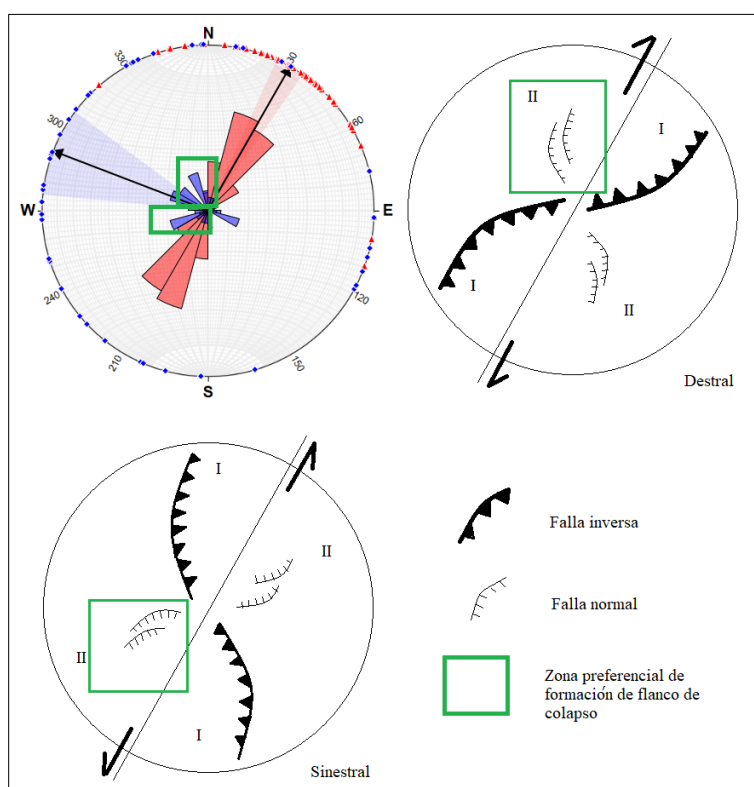 N
30
60
E
120
150
S
210
240
W
300
330
II
I
I
II
Destral
I
II
II
I
Sinestral
Falla inversa
Falla normal
Zona preferencial de
formación de flanco de
colapso